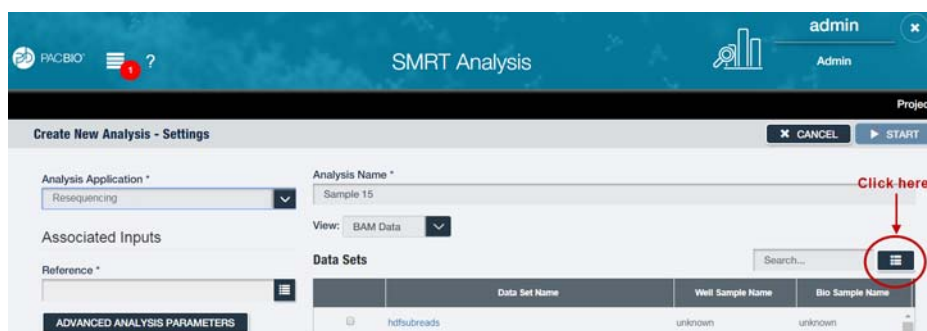 admin
PACBIO
1
?
SMRT Analysis
Admin
Projec
Create New Analysis - Settings
CANCEL
START
Analysis Application *
Analysis Name *
Click here
Resequencing
Sample 15
View: BAM Data
Associated Inputs
Data Sets
Search...
Reference *
Data Set Name
Well Sample Name
Bio Sample Name
ADVANCED ANALYSIS PARAMETERS
hdfsubreads
unknown
unknown